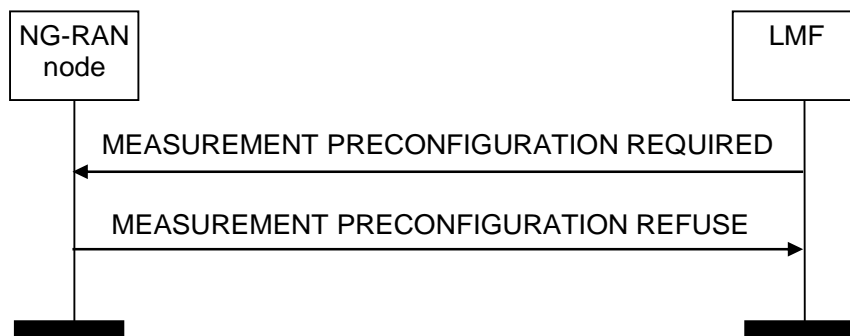 NG-RAN
node
LMF
MEASUREMENT PRECONFIGURATION REQUIRED
MEASUREMENT PRECONFIGURATION REFUSE